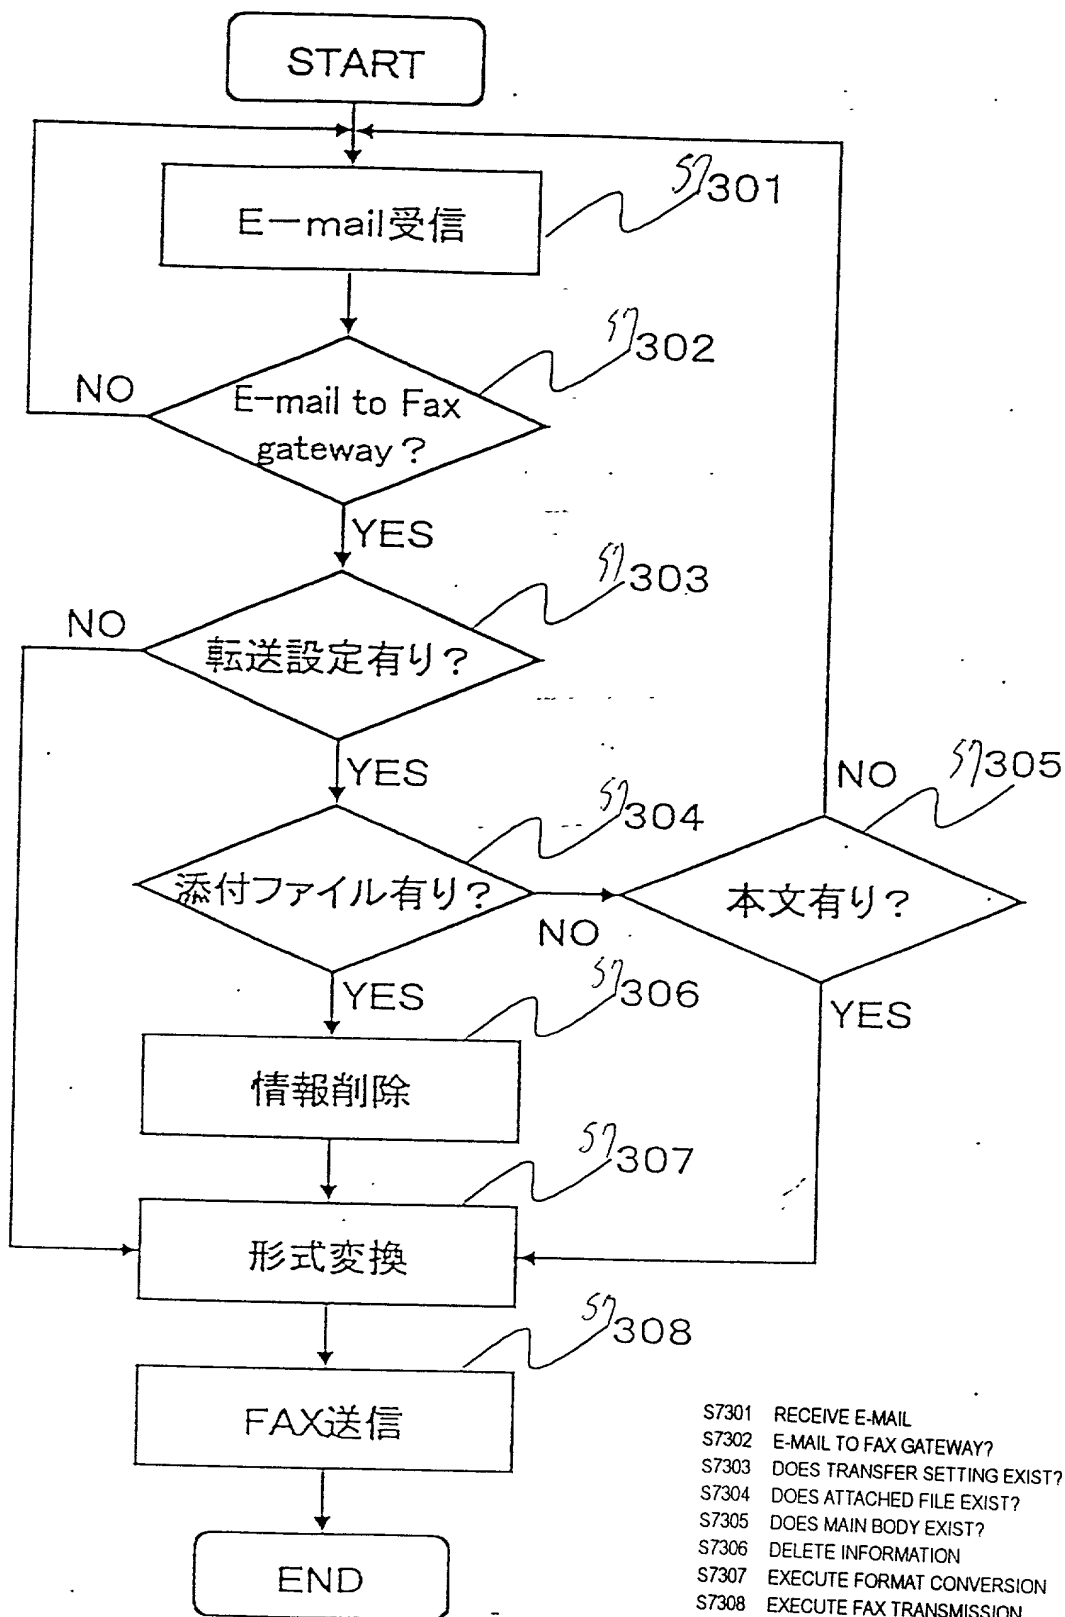 START
S7301
E-mail受信
S7302
NO
E-mail to Fax
gateway?
YES
S7303
NO
転送設定有り?
YES
S7304
添付ファイル有り?
NO
S7305
NO
本文有り?
YES
YES
S7306
情報削除
S7307
形式変換
S7308
FAX送信
END
S7301 RECEIVE E-MAIL
S7302 E-MAIL TO FAX GATEWAY?
S7303 DOES TRANSFER SETTING EXIST?
S7304 DOES ATTACHED FILE EXIST?
S7305 DOES MAIN BODY EXIST?
S7306 DELETE INFORMATION
S7307 EXECUTE FORMAT CONVERSION
S7308 EXECUTE FAX TRANSMISSION